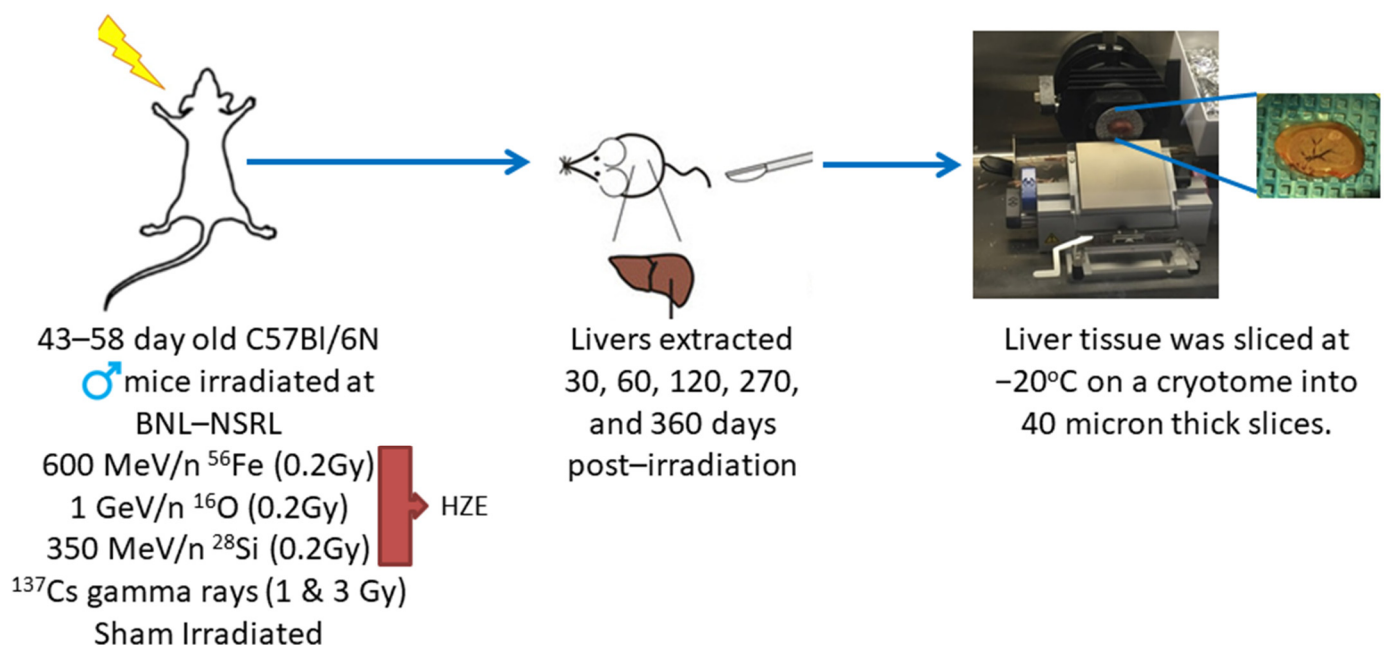 43–58 day old C57Bl/6N
♂mice irradiated at
BNL–NSRL
600 MeV/n ⁵⁶Fe (0.2Gy)
1 GeV/n ¹⁶O (0.2Gy)
350 MeV/n ²⁸Si (0.2Gy)
HZE
¹³⁷Cs gamma rays (1 & 3 Gy)
Sham Irradiated
Livers extracted
30, 60, 120, 270,
and 360 days
post–irradiation
Liver tissue was sliced at
−20°C on a cryotome into
40 micron thick slices.